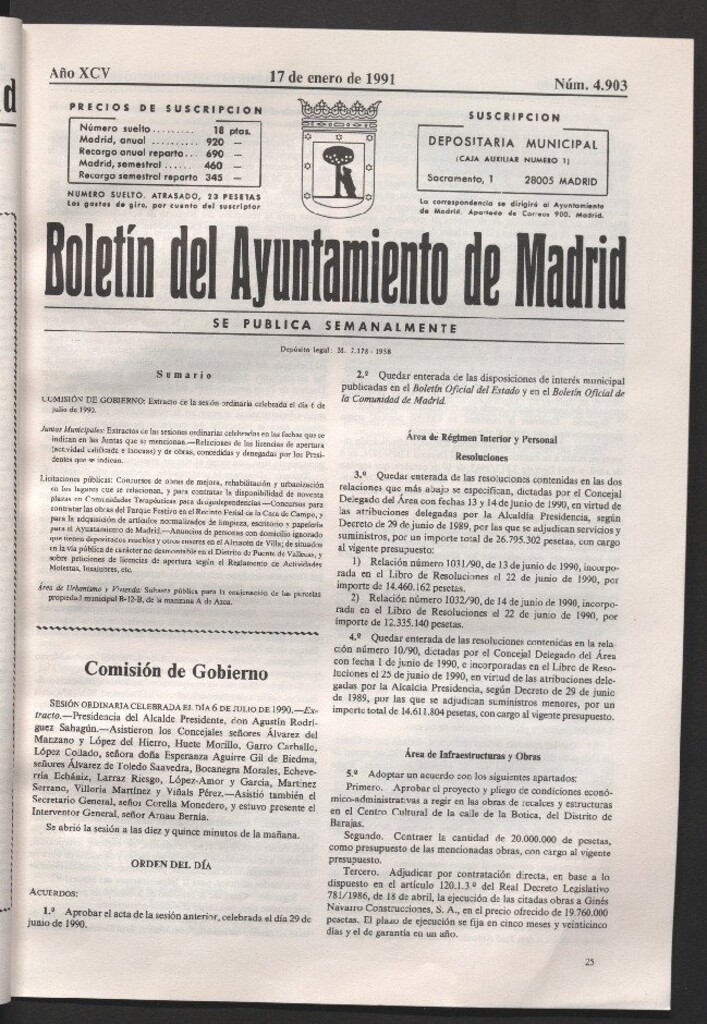 d
Año XCV
17 de enero de 1991
Núm. 4.903
PRECIOS DE SUSCRIPCION
Número suelto......... 18 ptas.
Madrid, anual .......... 920 —
Recargo anual reparto.. 690 —
Madrid, semestral ...... 460 —
Recargo semestral reparto 345 —
NUMERO SUELTO, ATRASADO, 23 PESETAS
Los gastos de giro, por cuenta del suscriptor
SUSCRIPCION
DEPOSITARIA MUNICIPAL
(CAJA AUXILIAR NUMERO 1)
Sacramento, 1 28005 MADRID
La correspondencia se dirigirá al Ayuntamiento
de Madrid. Apartado de Correos 900. Madrid.
Boletín del Ayuntamiento de Madrid
SE PUBLICA SEMANALMENTE
Depósito legal: M. 7.178 - 1958
Sumario
COMISIÓN DE GOBIERNO: Extracto de la sesión ordinaria celebrada el día 6 de
julio de 1990.
Juntas Municipales: Extractos de las sesiones ordinarias celebradas en las fechas que se
indican en las Juntas que se mencionan.—Relaciones de las licencias de apertura
(actividad calificada e inocuas) y de obras, concedidas y denegadas por los Presi-
dentes que se indican.
Licitaciones públicas: Concursos de obras de mejora, rehabilitación y urbanización
en los lugares que se relacionan, y para contratar la disponibilidad de noventa
plazas en Comunidades Terapéuticas para drogodependencias.—Concursos para
contratar las obras del Parque Festivo en el Recinto Ferial de la Casa de Campo, y
para la adquisición de artículos normalizados de limpieza, escritorio y papelería
para el Ayuntamiento de Madrid.—Anuncios de personas con domicilio ignorado
que tienen depositados muebles y otros enseres en el Almacén de Villa; de situados
en la vía pública de carácter no desmontable en el Distrito de Puente de Vallecas, y
sobre peticiones de licencias de apertura según el Reglamento de Actividades
Molestas, Insalubres, etc.
Área de Urbanismo y Vivienda: Subasta pública para la enajenación de las parcelas
propiedad municipal B-12-B, de la manzana A de Azca.
Comisión de Gobierno
SESIÓN ORDINARIA CELEBRADA EL DÍA 6 DE JULIO DE 1990.—Ex-
tracto.—Presidencia del Alcalde Presidente, don Agustín Rodrí-
guez Sahagún.—Asistieron los Concejales señores Álvarez del
Manzano y López del Hierro, Huete Morillo, Garro Carballo,
López Collado, señora doña Esperanza Aguirre Gil de Biedma,
señores Álvarez de Toledo Saavedra, Bocanegra Morales, Echeve-
rría Echániz, Larraz Riesgo, López-Amor y García, Martínez
Serrano, Villoria Martínez y Viñals Pérez.—Asistió también el
Secretario General, señor Corella Monedero, y estuvo presente el
Interventor General, señor Arnau Bernia.
Se abrió la sesión a las diez y quince minutos de la mañana.
ORDEN DEL DÍA
ACUERDOS:
1.º Aprobar el acta de la sesión anterior, celebrada el día 29 de
junio de 1990.
2.º Quedar enterada de las disposiciones de interés municipal
publicadas en el Boletín Oficial del Estado y en el Boletín Oficial de
la Comunidad de Madrid.
Área de Régimen Interior y Personal
Resoluciones
3.º Quedar enterada de las resoluciones contenidas en las dos
relaciones que más abajo se especifican, dictadas por el Concejal
Delegado del Área con fechas 13 y 14 de junio de 1990, en virtud de
las atribuciones delegadas por la Alcaldía Presidencia, según
Decreto de 29 de junio de 1989, por las que se adjudican servicios y
suministros, por un importe total de 26.795.302 pesetas, con cargo
al vigente presupuesto:
1) Relación número 1031/90, de 13 de junio de 1990, incorpo-
rada en el Libro de Resoluciones el 22 de junio de 1990, por
importe de 14.460.162 pesetas.
2) Relación número 1032/90, de 14 de junio de 1990, incorpo-
rada en el Libro de Resoluciones el 22 de junio de 1990, por
importe de 12.335.140 pesetas.
4.º Quedar enterada de las resoluciones contenidas en la rela-
ción número 10/90, dictadas por el Concejal Delegado del Área
con fecha 1 de junio de 1990, e incorporadas en el Libro de Reso-
luciones el 25 de junio de 1990, en virtud de las atribuciones dele-
gadas por la Alcaldía Presidencia, según Decreto de 29 de junio
de 1989, por las que se adjudican suministros menores, por un
importe total de 14.611.804 pesetas, con cargo al vigente presupuesto.
Área de Infraestructuras y Obras
5.º Adoptar un acuerdo con los siguientes apartados:
Primero. Aprobar el proyecto y pliego de condiciones econó-
mico-administrativas a regir en las obras de recalces y estructuras
en el Centro Cultural de la calle de la Botica, del Distrito de
Barajas.
Segundo. Contraer la cantidad de 20.000.000 de pesetas,
como presupuesto de las mencionadas obras, con cargo al vigente
presupuesto.
Tercero. Adjudicar por contratación directa, en base a lo
dispuesto en el artículo 120.1.3.º del Real Decreto Legislativo
781/1986, de 18 de abril, la ejecución de las citadas obras a Ginés
Navarro Construcciones, S. A., en el precio ofrecido de 19.760.000
pesetas. El plazo de ejecución se fija en cinco meses y veinticinco
días y el de garantía en un año.
25